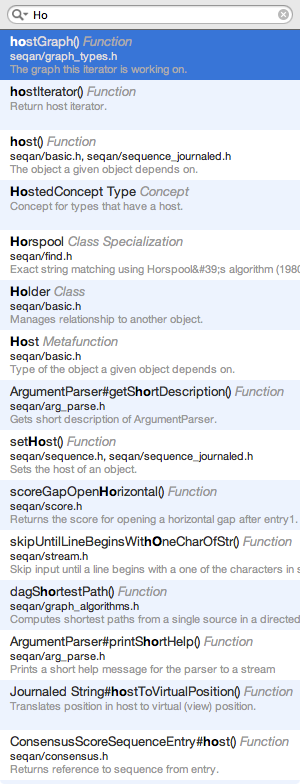 Ho
hostGraph() Function
seqan/graph_types.h
The graph this iterator is working on.
hostIterator() Function
Return host iterator.
host() Function
seqan/basic.h, seqan/sequence_journaled.h
The object a given object depends on.
HostedConcept Type Concept
Concept for types that have a host.
Horspool Class Specialization
seqan/find.h
Exact string matching using Horspool&#39;s algorithm (1980
Holder Class
seqan/basic.h
Manages relationship to another object.
Host Metafunction
seqan/basic.h
Type of the object a given object depends on.
ArgumentParser#getShortDescription() Function
seqan/arg_parse.h
Gets short description of ArgumentParser.
setHost() Function
seqan/sequence.h, seqan/sequence_journaled.h
Sets the host of an object.
scoreGapOpenHorizontal() Function
seqan/score.h
Returns the score for opening a horizontal gap after entry1.
skipUntilLineBeginsWithOneCharOfStr() Function
seqan/stream.h
Skip input until a line begins with a one of the characters in s
dagShortestPath() Function
seqan/graph_algorithms.h
Computes shortest paths from a single source in a directed
ArgumentParser#printShortHelp() Function
seqan/arg_parse.h
Prints a short help message for the parser to a stream
Journaled String#hostToVirtualPosition() Function
Translates position in host to virtual (view) position.
ConsensusScoreSequenceEntry#host() Function
seqan/consensus.h
Returns reference to sequence from entry.